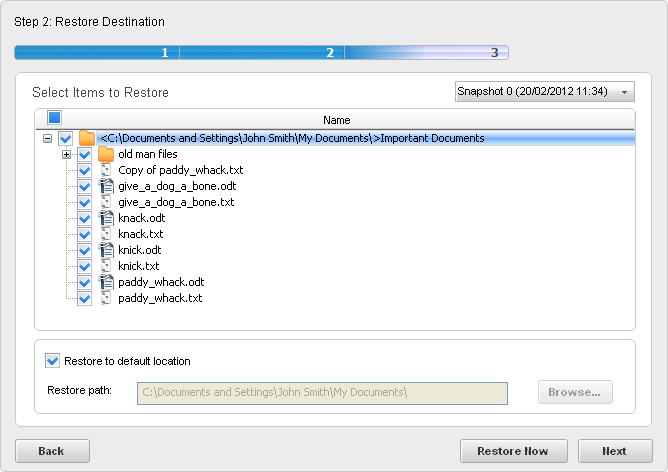 Step 2: Restore Destination
1 2 3
Select Items to Restore
Snapshot 0 (20/02/2012 11:34)
Name
<C:\Documents and Settings\John Smith\My Documents\>Important Documents
old man files
Copy of paddy_whack.txt
give_a_dog_a_bone.odt
give_a_dog_a_bone.txt
knack.odt
knack.txt
knick.odt
knick.txt
paddy_whack.odt
paddy_whack.txt
Restore to default location
Restore path: C:\Documents and Settings\John Smith\My Documents\ Browse...
Back Restore Now Next